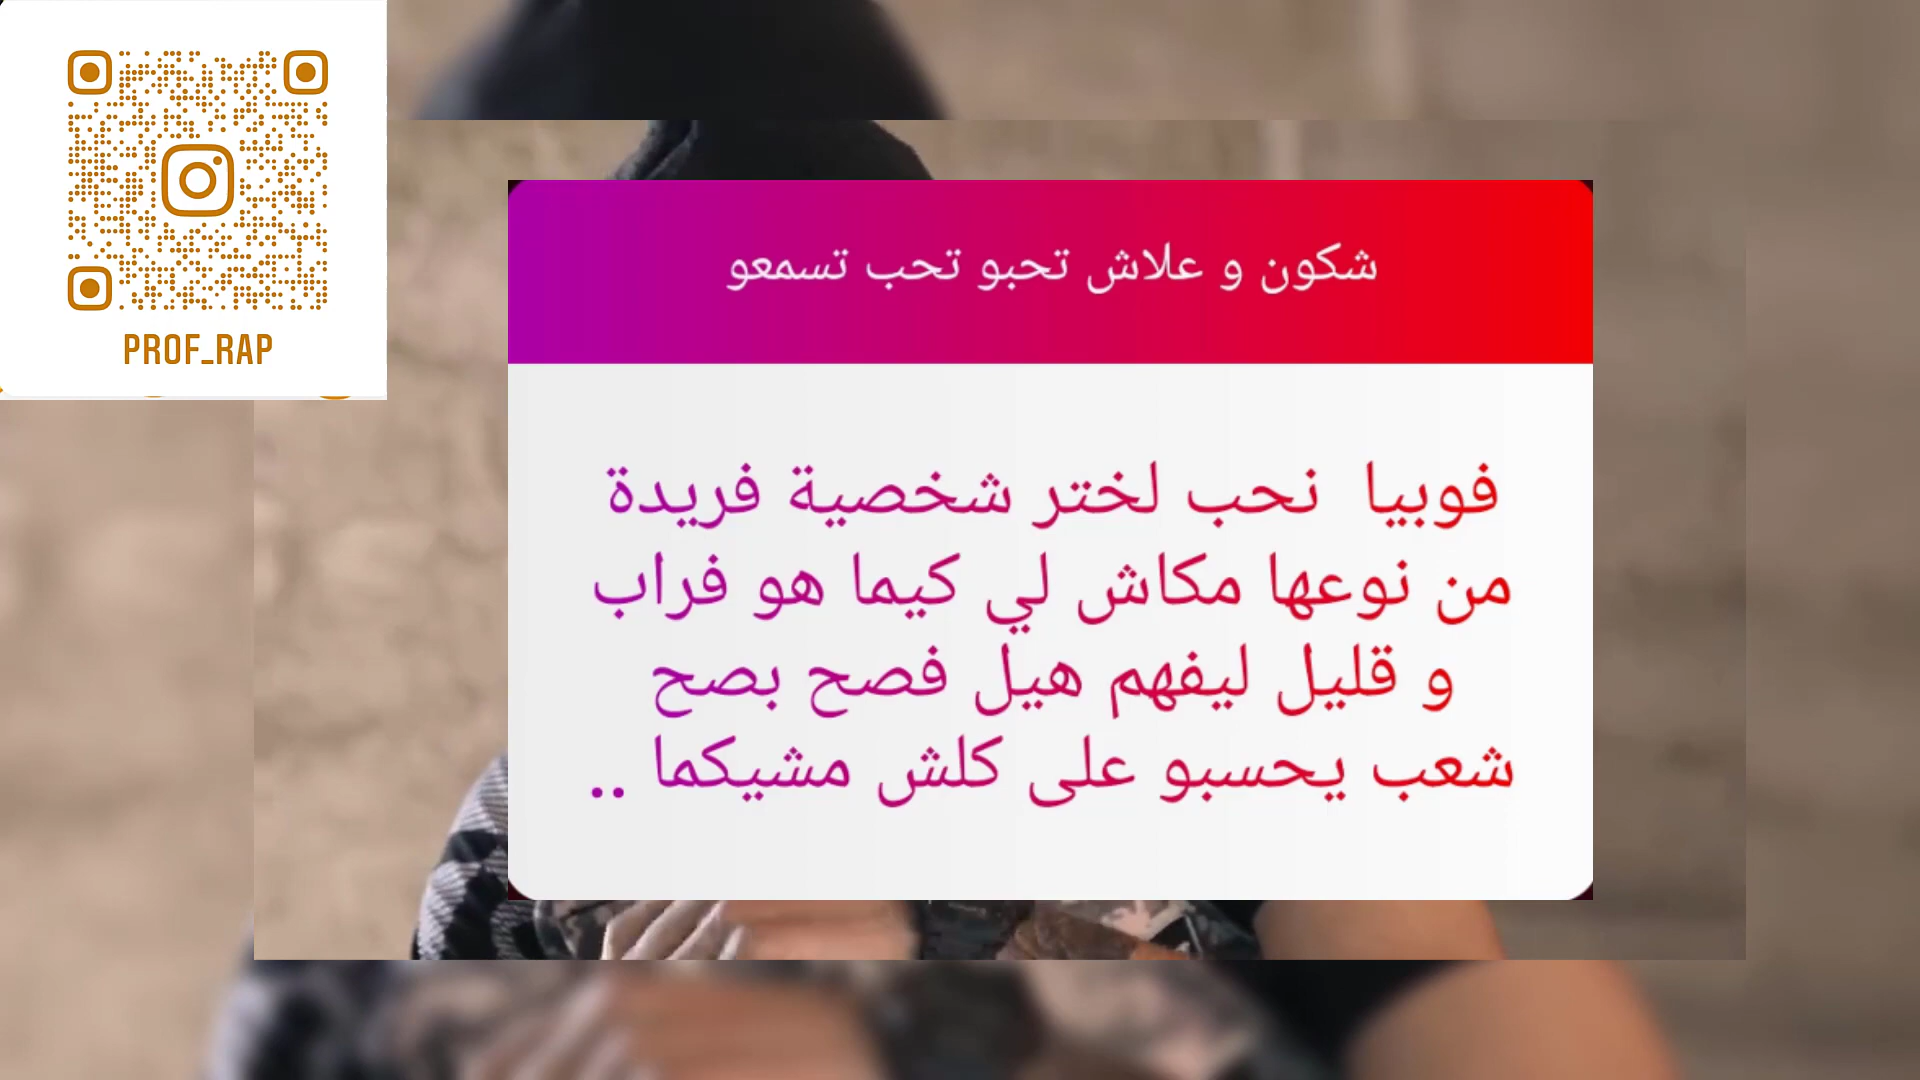 PROF_RAP
شكون و علاش تحبو تحب تسمعو
فوبيا نحب لختر شخصية فريدة
من نوعها مكاش لي كيما هو فراب
و قليل ليفهم هيل فصح بصح
شعب يحسبو على كلش مشيكما ..